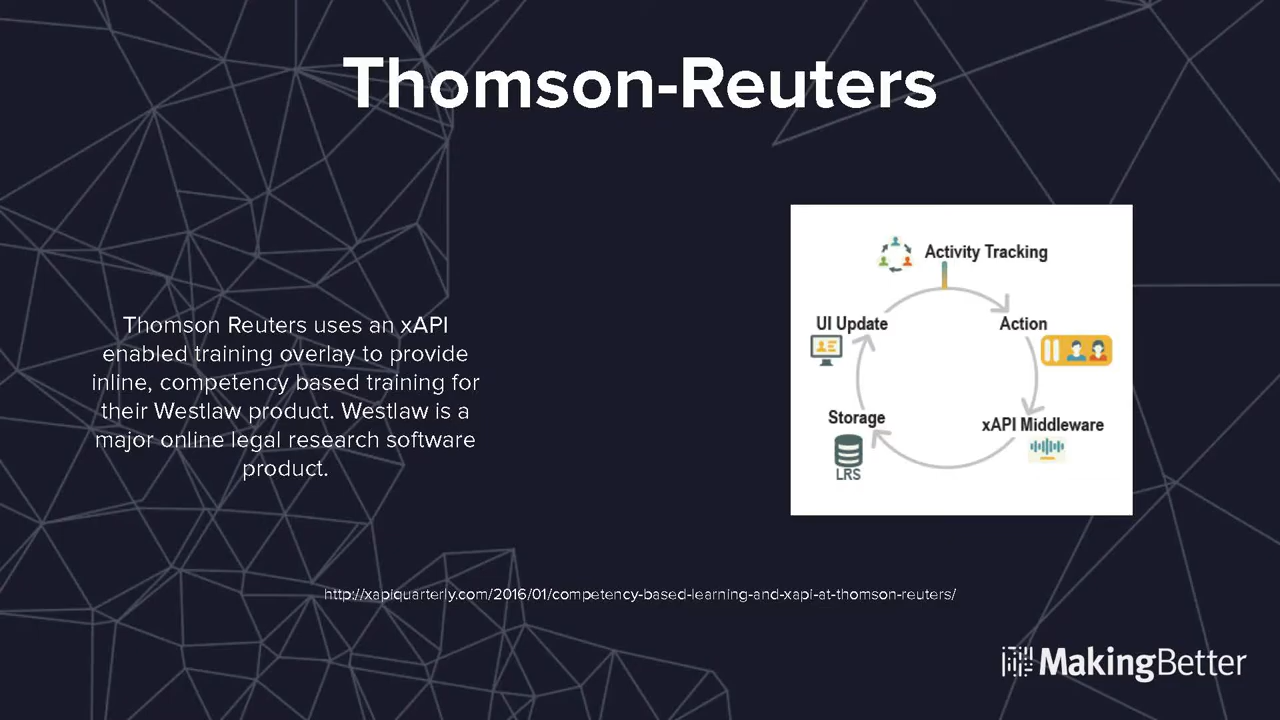 Thomson-Reuters
Thomson Reuters uses an xAPI
enabled training overlay to provide
inline, competency based training for
their Westlaw product. Westlaw is a
major online legal research software
product.
Activity Tracking
UI Update
Action
Storage
xAPI Middleware
LRS
http://xapiquarterly.com/2016/01/competency-based-learning-and-xapi-at-thomson-reuters/
MakingBetter